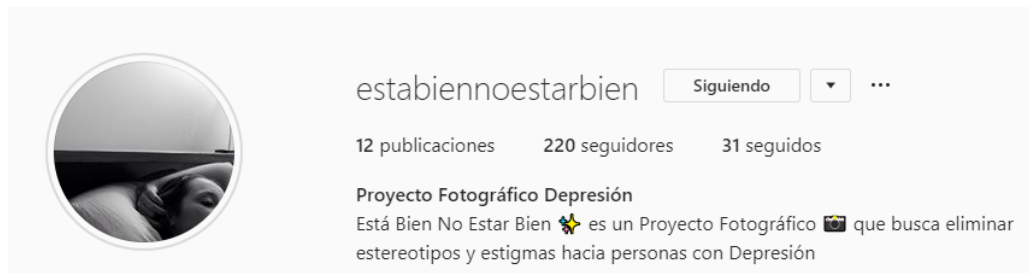 estabiennoestarbien Siguiendo
12 publicaciones 220 seguidores 31 seguidos
Proyecto Fotográfico Depresión
Está Bien No Estar Bien ✨ es un Proyecto Fotográfico 📸 que busca eliminar
estereotipos y estigmas hacia personas con Depresión